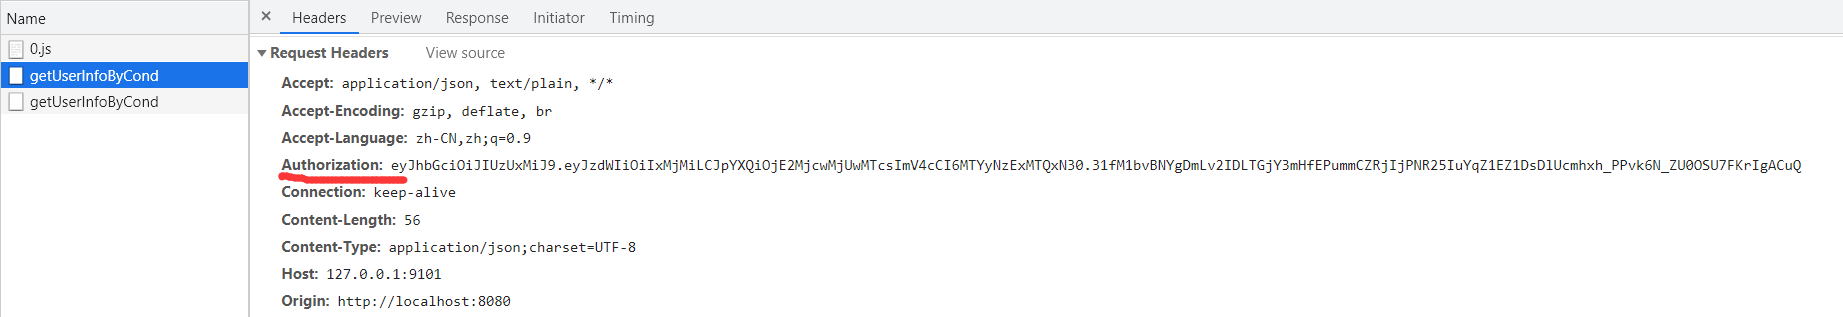 Name
× Headers Preview Response Initiator Timing
0.js
Request Headers View source
getUserInfoByCond
Accept: application/json, text/plain, */*
getUserInfoByCond
Accept-Encoding: gzip, deflate, br
Accept-Language: zh-CN,zh;q=0.9
Authorization: eyJhbGciOiJIUzUxMiJ9.eyJzdWIiOiIxMjMiLCJpYXQiOjE2MjcwMjUwMTcsImV4cCI6MTYyNzExMTQxN30.31fM1bvBNYgDmLv2IDLTGjY3mHfEPummCZRjIjPNR25IuYqZ1EZ1DsDlUcmhxh_PPvk6N_ZU0OSU7FKrIgACuQ
Connection: keep-alive
Content-Length: 56
Content-Type: application/json;charset=UTF-8
Host: 127.0.0.1:9101
Origin: http://localhost:8080